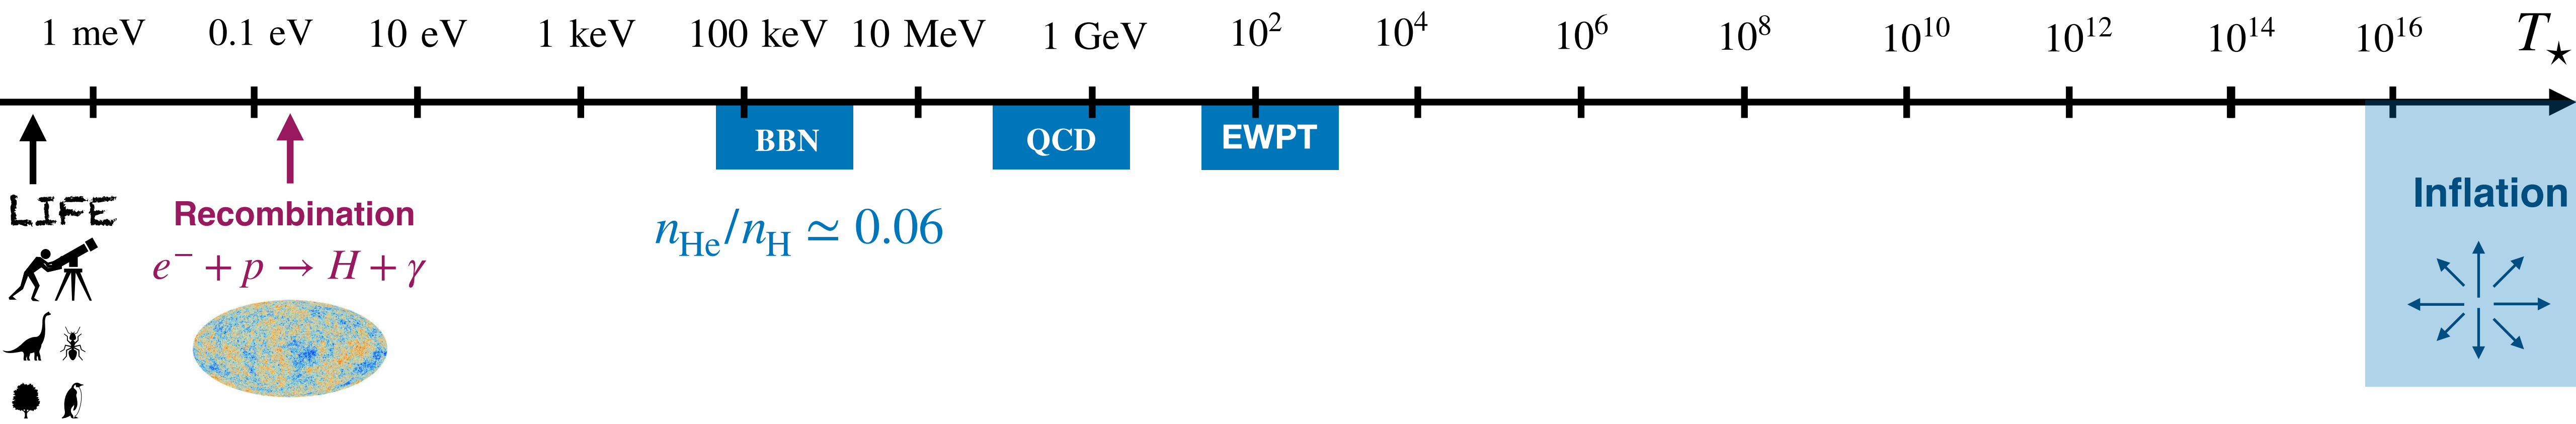 1 meV 0.1 eV 10 eV 1 keV 100 keV 10 MeV 1 GeV 10² 10⁴ 10⁶ 10⁸ 10¹⁰ 10¹² 10¹⁴ 10¹⁶ T★
BBN QCD EWPT
LIFE
Recombination
e⁻ + p → H + γ
n_He/n_H ≃ 0.06
Inflation